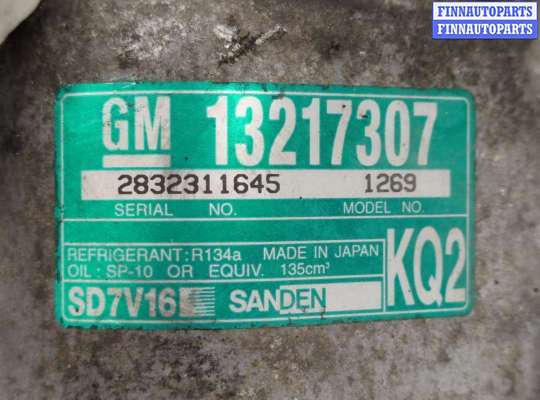 FINNAUTOPARTS
FINNAUTOPARTS
GM 13217307
2832311645 1269
SERIAL NO. MODEL NO.
REFRIGERANT: R134a MADE IN JAPAN
OIL: SP-10 OR EQUIV. 135cm³
KQ2
SD7V16 SANDEN